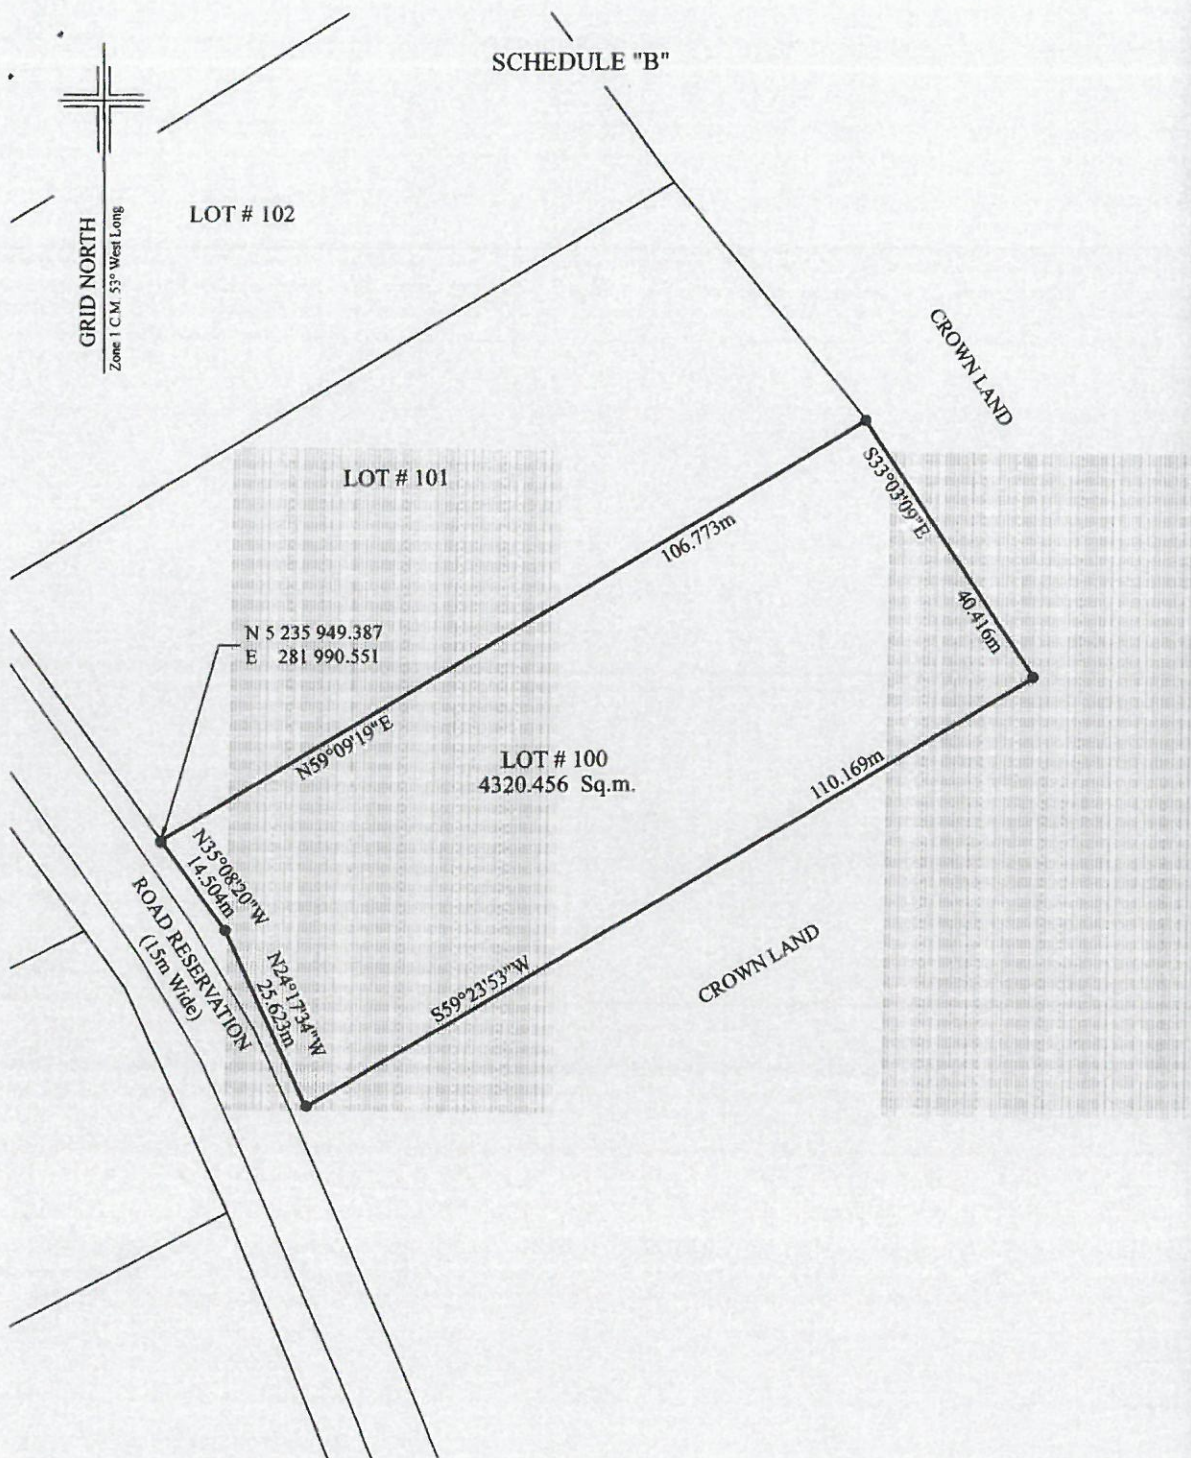 SCHEDULE "B"
GRID NORTH
Zone 1 C.M. 53° West Long
LOT # 102
CROWN LAND
LOT # 101
S33°03'09"E
40.416m
106.773m
N59°09'19"E
N 5 235 949.387
E 281 990.551
LOT # 100
4320.456 Sq.m.
110.169m
S59°23'53"W
N35°08'20"W
14.504m
N24°17'34"W
25.623m
ROAD RESERVATION
(15m Wide)
CROWN LAND